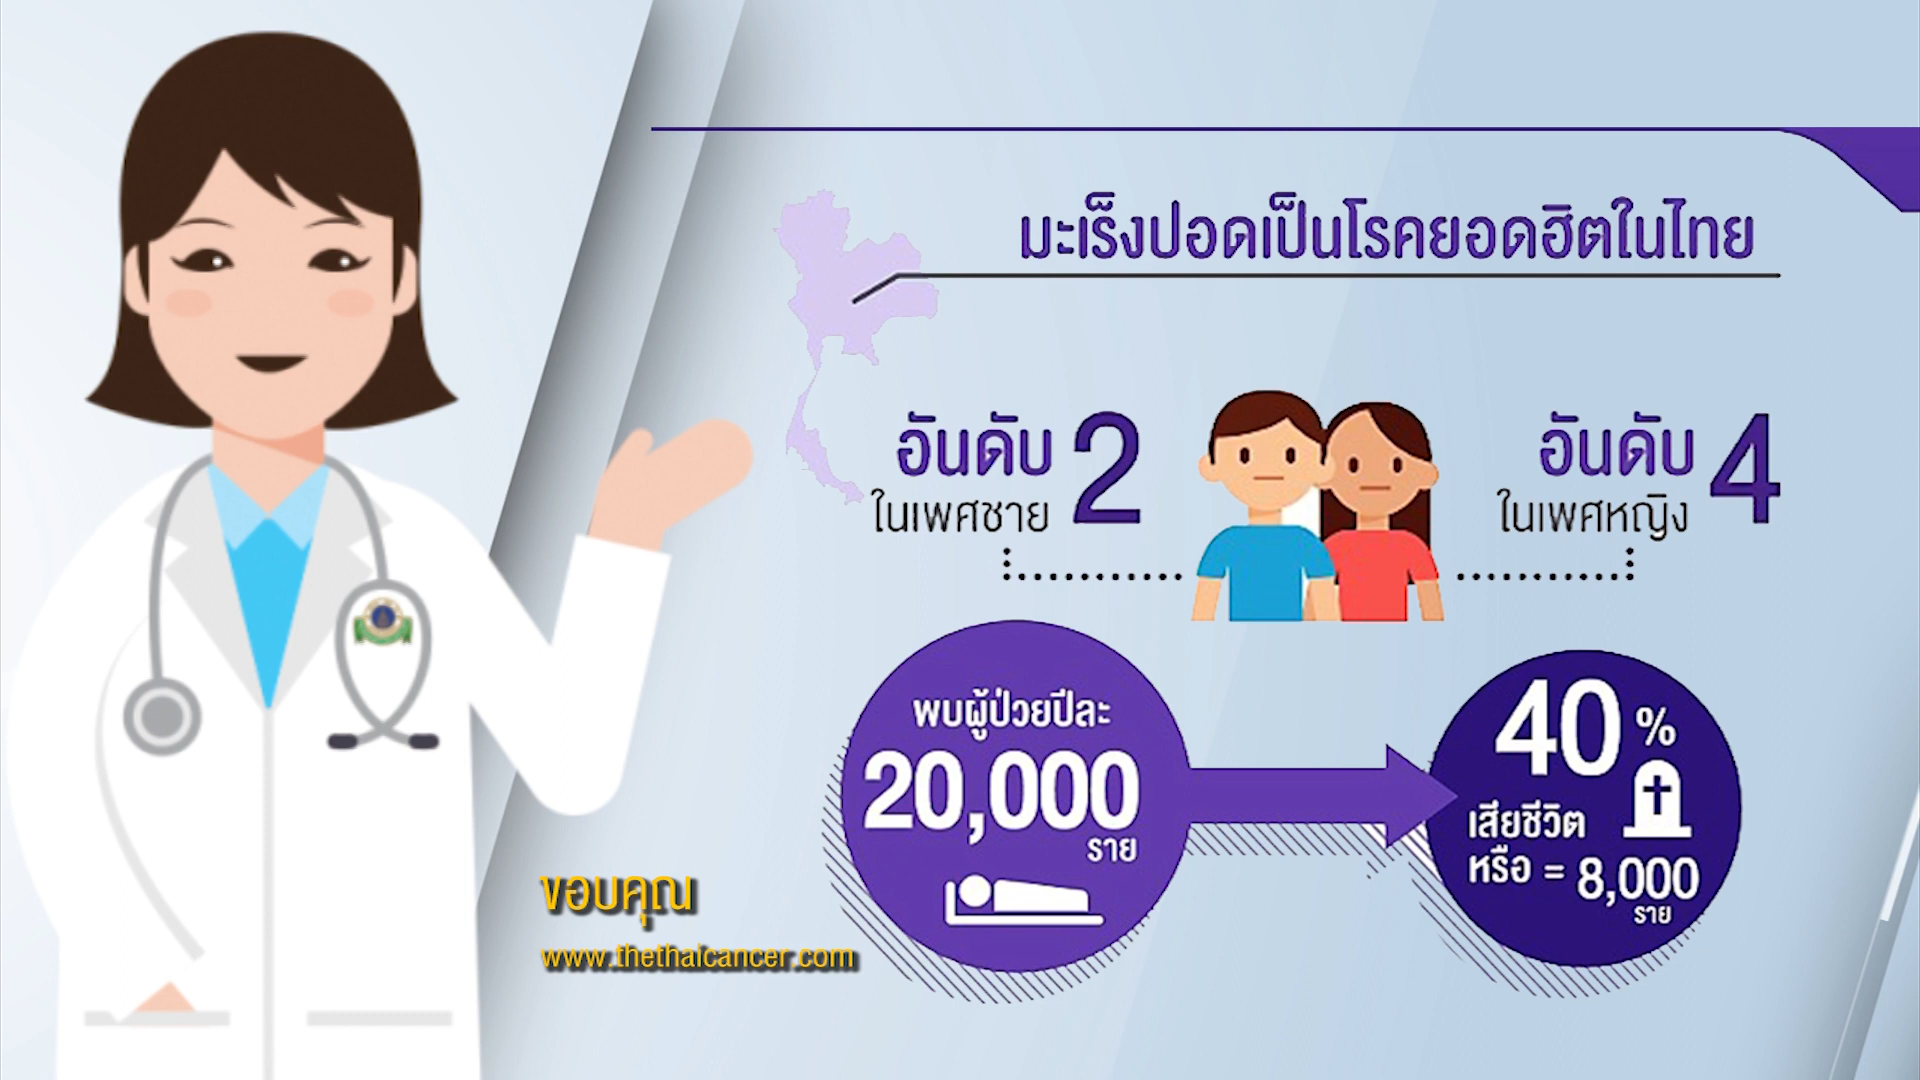 มะเร็งปอดเป็นโรคยอดฮิตในไทย
อันดับ 2
ในเพศชาย
อันดับ 4
ในเพศหญิง
พบผู้ป่วยปีละ
20,000
ราย
40 %
เสียชีวิต
หรือ = 8,000
ราย
ขอบคุณ
www.thethaicancer.com